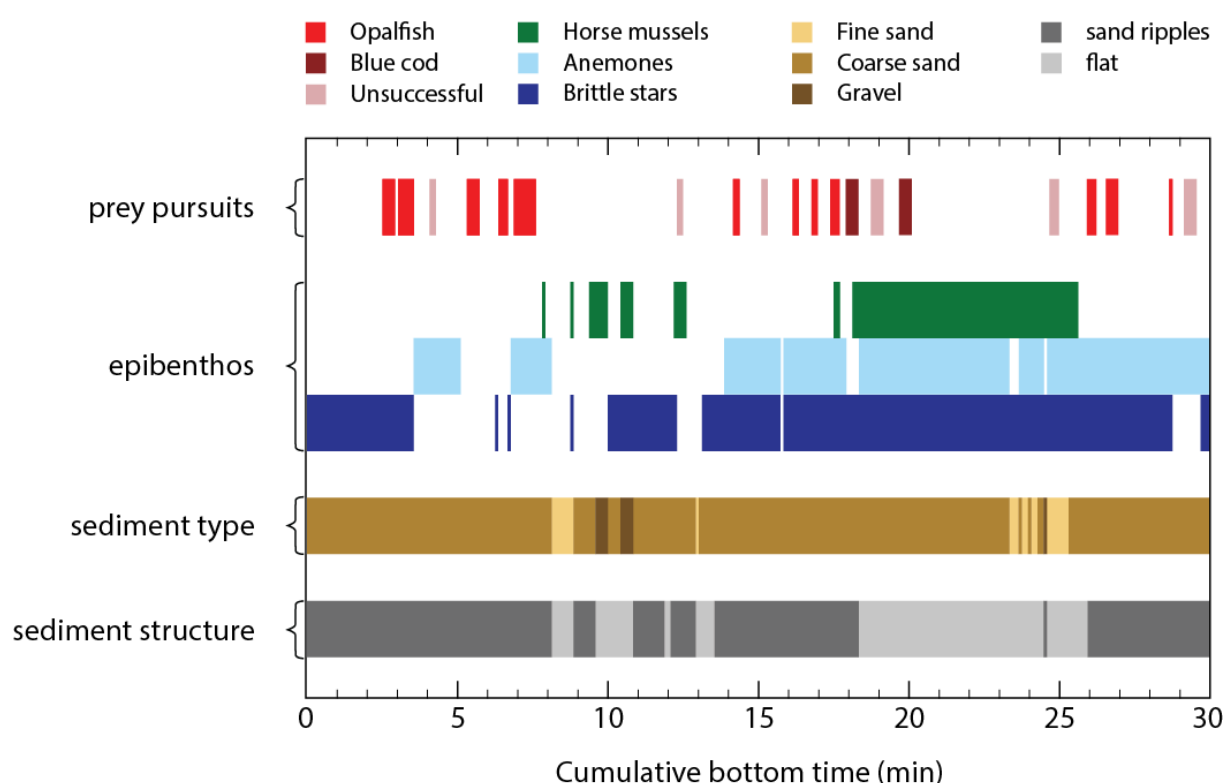 Opalfish Horse mussels Fine sand sand ripples
Blue cod Anemones Coarse sand flat
Unsuccessful Brittle stars Gravel
prey pursuits
epibenthos
sediment type
sediment structure
0 5 10 15 20 25 30
Cumulative bottom time (min)